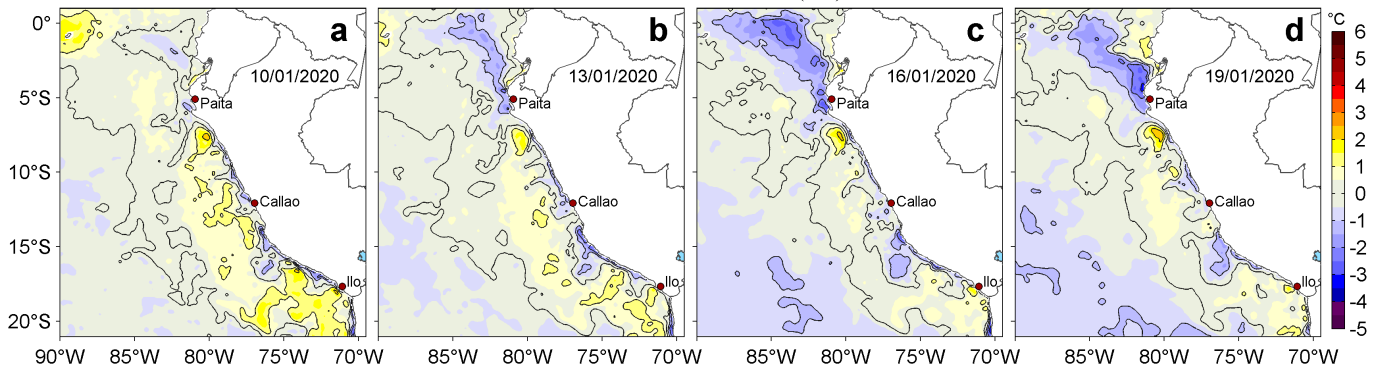 °C
0°
5°S
10°S
15°S
20°S
a
10/01/2020
Paita
Callao
Ilo
90°W
85°W
80°W
75°W
70°W
b
13/01/2020
Paita
Callao
Ilo
85°W
80°W
75°W
70°W
c
16/01/2020
Paita
Callao
Ilo
85°W
80°W
75°W
70°W
d
19/01/2020
Paita
Callao
Ilo
85°W
80°W
75°W
70°W
6
5
4
3
2
1
0
-1
-2
-3
-4
-5